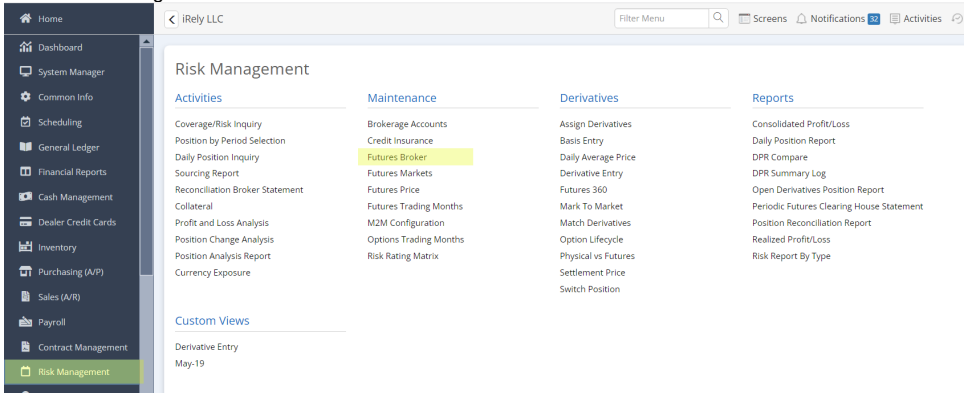 Home
iRely LLC
Filter Menu
Screens
Notifications 32
Activities
Dashboard
System Manager
Common Info
Scheduling
General Ledger
Financial Reports
Cash Management
Dealer Credit Cards
Inventory
Purchasing (A/P)
Sales (A/R)
Payroll
Contract Management
Risk Management
Risk Management
Activities
Coverage/Risk Inquiry
Position by Period Selection
Daily Position Inquiry
Sourcing Report
Reconciliation Broker Statement
Collateral
Profit and Loss Analysis
Position Change Analysis
Position Analysis Report
Currency Exposure
Maintenance
Brokerage Accounts
Credit Insurance
Futures Broker
Futures Markets
Futures Price
Futures Trading Months
M2M Configuration
Options Trading Months
Risk Rating Matrix
Derivatives
Assign Derivatives
Basis Entry
Daily Average Price
Derivative Entry
Futures 360
Mark To Market
Match Derivatives
Option Lifecycle
Physical vs Futures
Settlement Price
Switch Position
Reports
Consolidated Profit/Loss
Daily Position Report
DPR Compare
DPR Summary Log
Open Derivatives Position Report
Periodic Futures Clearing House Statement
Position Reconciliation Report
Realized Profit/Loss
Risk Report By Type
Custom Views
Derivative Entry
May-19